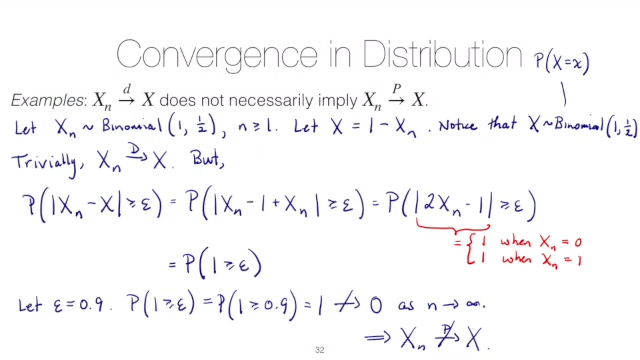 Convergence in Distribution
P(X=x)
Examples: Xₙ →ᵈ X does not necessarily imply Xₙ →ᴾ X.
Let Xₙ ~ Binomial(1, ½), n ≥ 1. Let X = 1 − Xₙ. Notice that X ~ Binomial(1, ½)
Trivially, Xₙ →ᴰ X. But,
P(|Xₙ − X| ≥ ε) = P(|Xₙ − 1 + Xₙ| ≥ ε) = P(|2Xₙ − 1| ≥ ε)
= { 1 when Xₙ = 0
1 when Xₙ = 1
= P(1 ≥ ε)
Let ε = 0.9. P(1 ≥ ε) = P(1 ≥ 0.9) = 1 ↛ 0 as n → ∞.
⟹ Xₙ ↛ᴾ X.
32